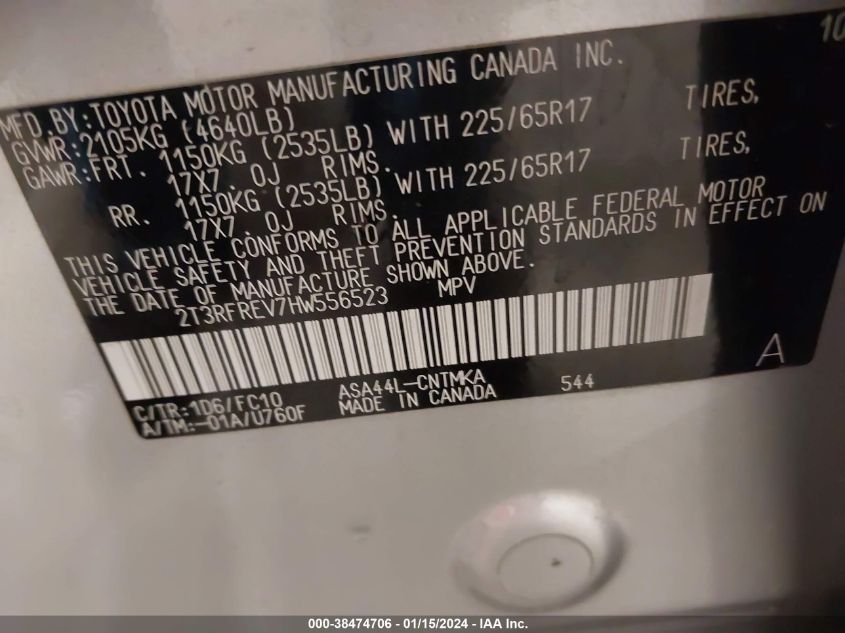 10
MFD.BY:TOYOTA MOTOR MANUFACTURING CANADA INC.
GVWR:2105KG (4640LB)
GAWR:FRT. 1150KG (2535LB) WITH 225/65R17 TIRES,
17X7.0J RIMS.
RR. 1150KG (2535LB) WITH 225/65R17 TIRES,
17X7.0J RIMS.
THIS VEHICLE CONFORMS TO ALL APPLICABLE FEDERAL MOTOR
VEHICLE SAFETY AND THEFT PREVENTION STANDARDS IN EFFECT ON
THE DATE OF MANUFACTURE SHOWN ABOVE.
2T3RFREV7HW556523 MPV
A
C/TR:1D6/FC10 ASA44L-CNTMKA 544
A/TM:-01A/U760F MADE IN CANADA
000-38474706 - 01/15/2024 - IAA Inc.